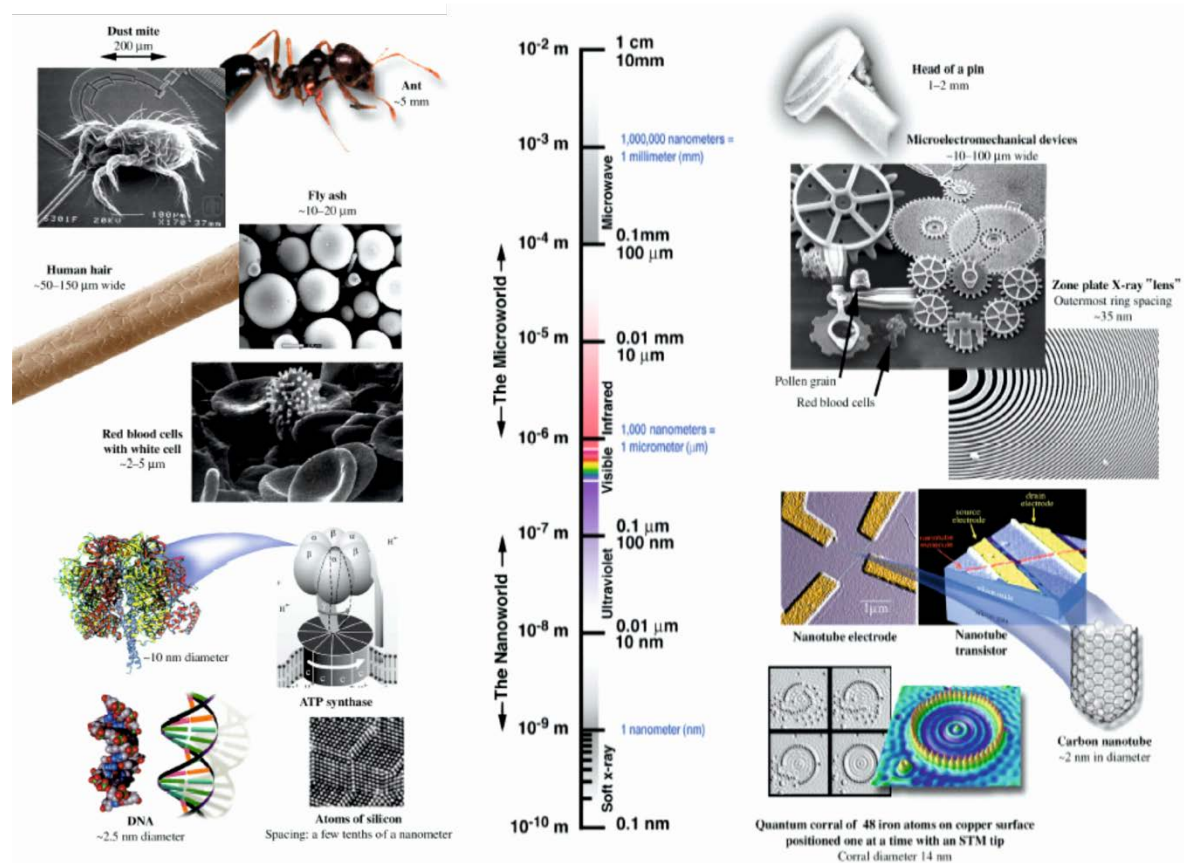 Dust mite
200 μm
Ant
~5 mm
S301F 20KV 100μm X170 37mm
Fly ash
~10–20 μm
Human hair
~50–150 μm wide
Red blood cells
with white cell
~2–5 μm
~10 nm diameter
α β α
β β
α
H⁺
H⁺
C C C
ATP synthase
DNA
~2.5 nm diameter
Atoms of silicon
Spacing: a few tenths of a nanometer
The Microworld
The Nanoworld
10⁻² m
1 cm
10mm
10⁻³ m
1,000,000 nanometers =
1 millimeter (mm)
Microwave
10⁻⁴ m
0.1mm
100 μm
10⁻⁵ m
0.01 mm
10 μm
Infrared
10⁻⁶ m
1,000 nanometers =
1 micrometer (μm)
Visible
10⁻⁷ m
0.1 μm
100 nm
Ultraviolet
10⁻⁸ m
0.01 μm
10 nm
10⁻⁹ m
1 nanometer (nm)
Soft x-ray
10⁻¹⁰ m
0.1 nm
Head of a pin
1–2 mm
Microelectromechanical devices
~10–100 μm wide
Pollen grain
Red blood cells
Zone plate X-ray "lens"
Outermost ring spacing
~35 nm
1μm
Nanotube electrode
source
electrode
drain
electrode
Nanotube
transistor
Carbon nanotube
~2 nm in diameter
Quantum corral of 48 iron atoms on copper surface
positioned one at a time with an STM tip
Corral diameter 14 nm